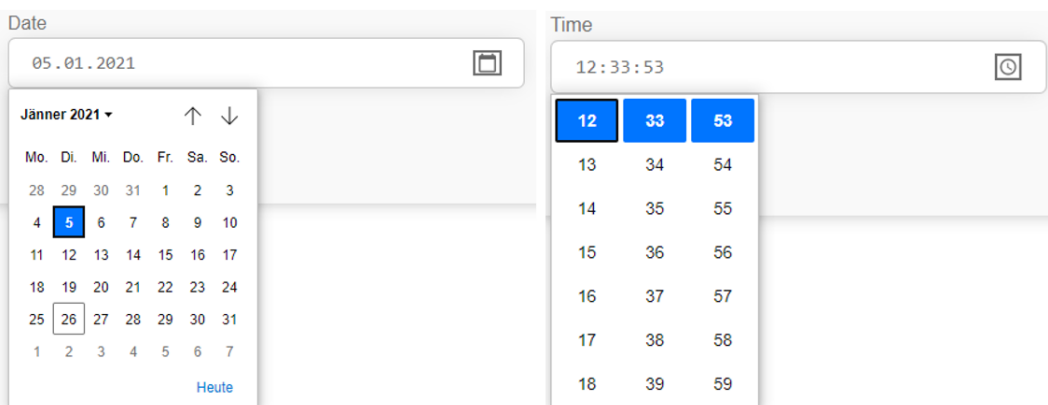 Date
05.01.2021
Jänner 2021
Mo. Di. Mi. Do. Fr. Sa. So.
28 29 30 31 1 2 3
4 5 6 7 8 9 10
11 12 13 14 15 16 17
18 19 20 21 22 23 24
25 26 27 28 29 30 31
1 2 3 4 5 6 7
Heute
Time
12:33:53
12 33 53
13 34 54
14 35 55
15 36 56
16 37 57
17 38 58
18 39 59